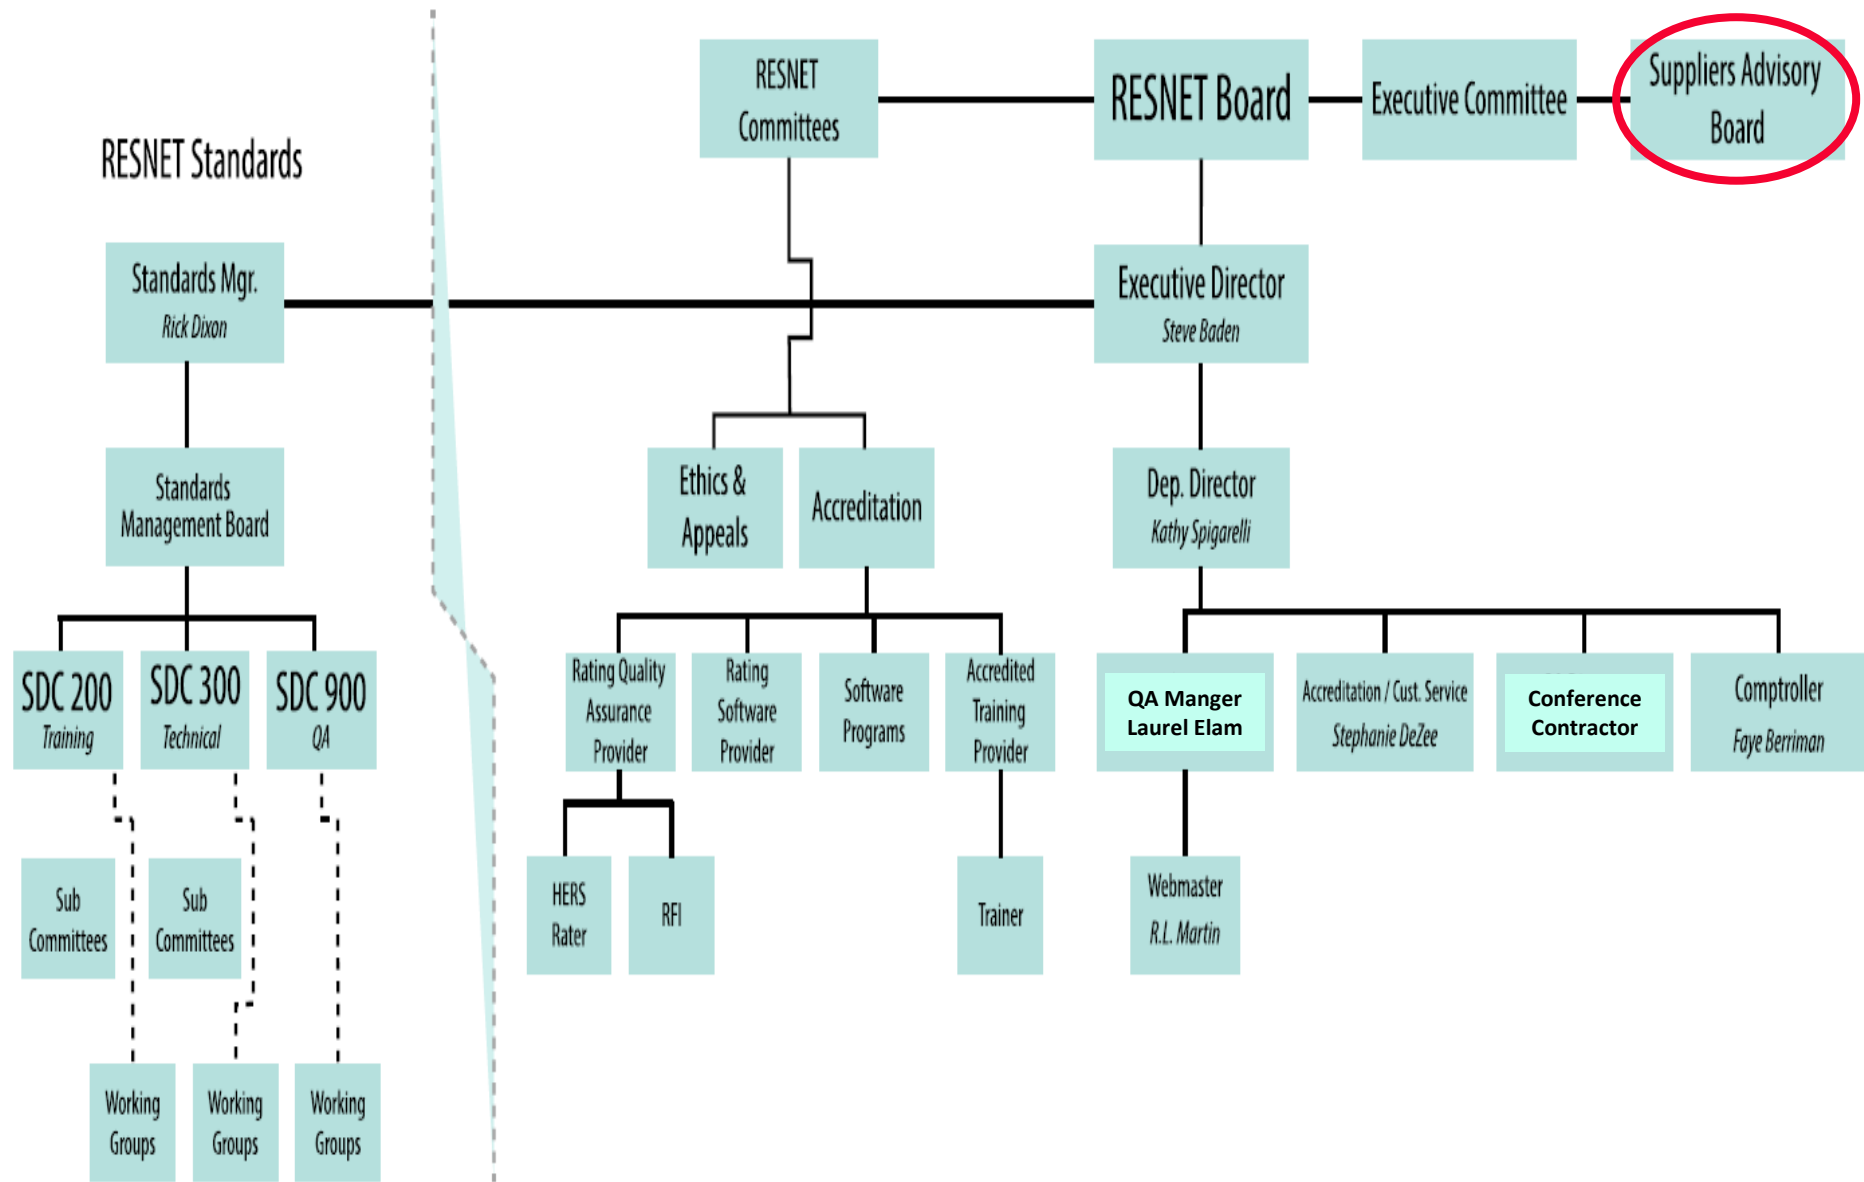 RESNET
Committees
RESNET Board
Executive Committee
Suppliers Advisory
Board
RESNET Standards
Standards Mgr.
Rick Dixon
Executive Director
Steve Baden
Standards
Management Board
Ethics &
Appeals
Accreditation
Dep. Director
Kathy Spigarelli
SDC 200
Training
SDC 300
Technical
SDC 900
QA
Rating Quality
Assurance
Provider
Rating
Software
Provider
Software
Programs
Accredited
Training
Provider
QA Manger
Laurel Elam
Accreditation / Cust. Service
Stephanie DeZee
Conference
Contractor
Comptroller
Faye Berriman
Sub
Committees
Sub
Committees
HERS
Rater
RFI
Trainer
Webmaster
R.L. Martin
Working
Groups
Working
Groups
Working
Groups